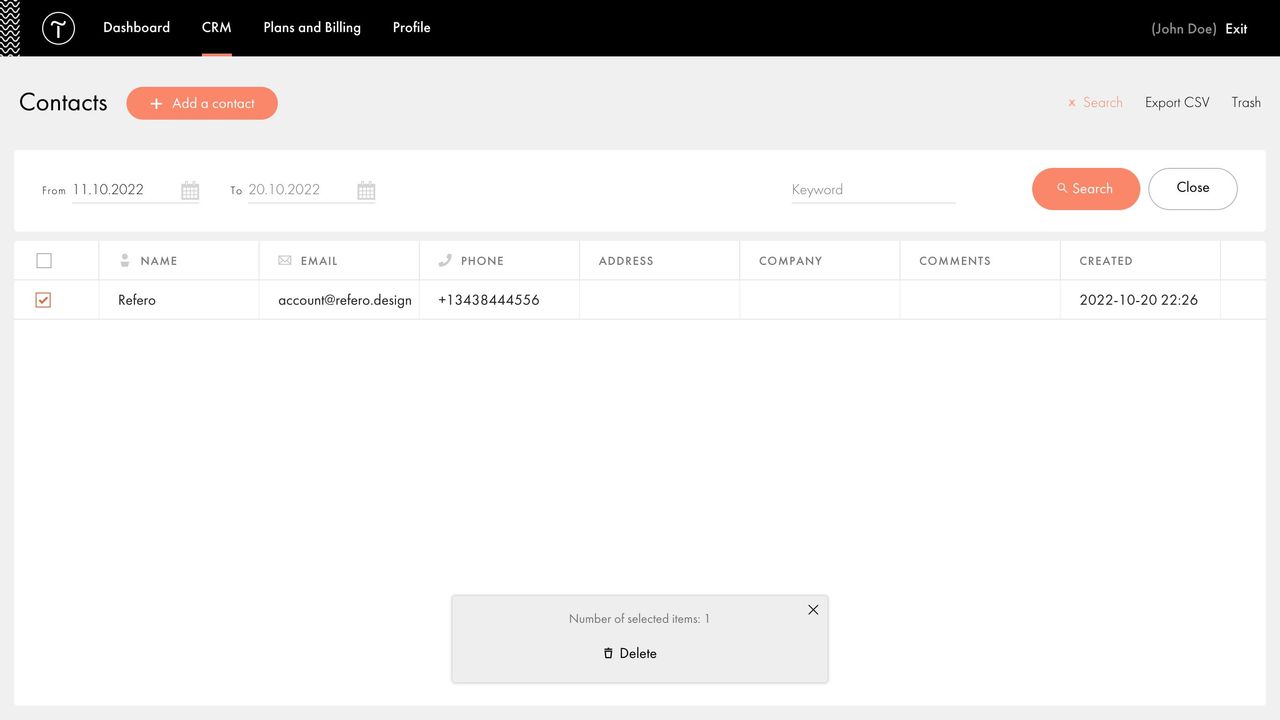 Dashboard CRM Plans and Billing Profile (John Doe) Exit
Contacts + Add a contact x Search Export CSV Trash
From 11.10.2022 To 20.10.2022 Keyword Search Close
NAME EMAIL PHONE ADDRESS COMPANY COMMENTS CREATED
Refero account@refero.design +13438444556 2022-10-20 22:26
Number of selected items: 1
Delete